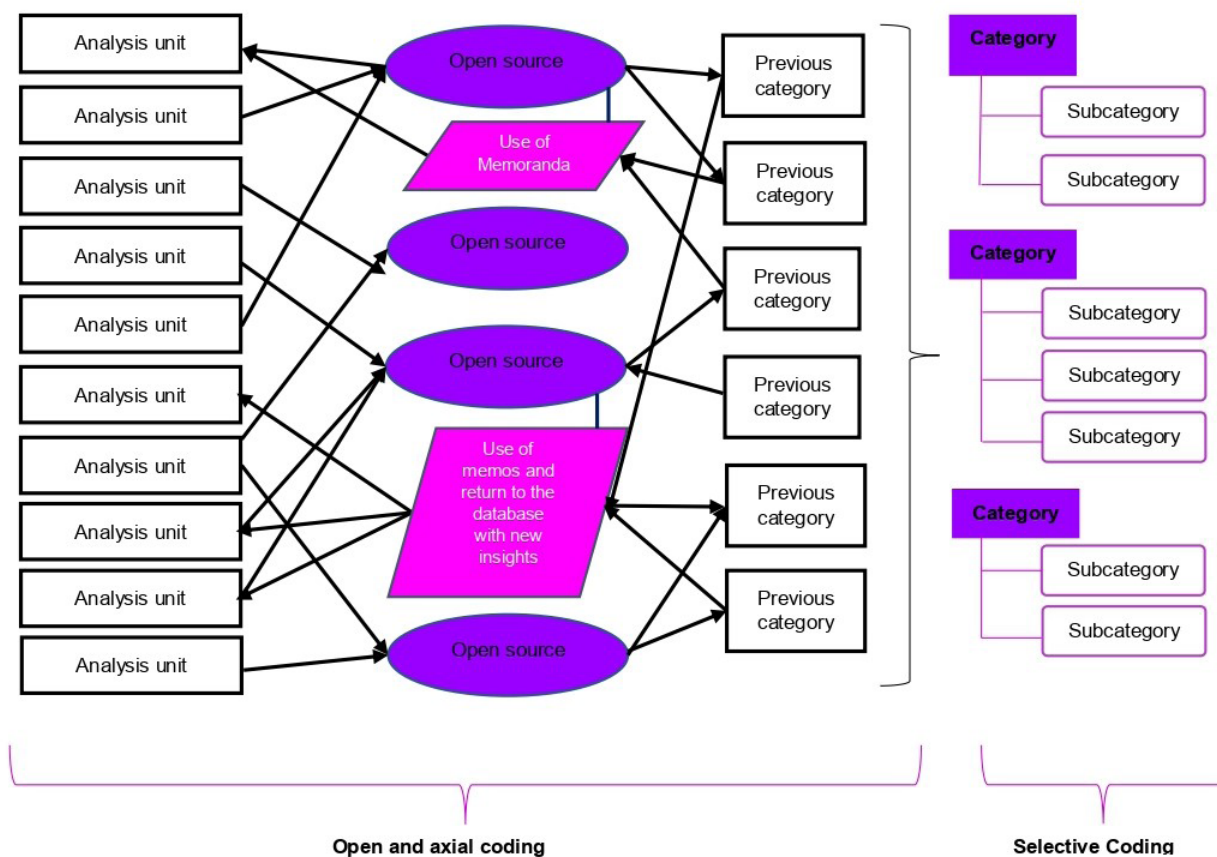 Analysis unit
Analysis unit
Analysis unit
Analysis unit
Analysis unit
Analysis unit
Analysis unit
Analysis unit
Analysis unit
Analysis unit
Open source
Use of
Memoranda
Open source
Open source
Use of
memos and
return to the
database
with new
insights
Open source
Previous
category
Previous
category
Previous
category
Previous
category
Previous
category
Previous
category
Category
Subcategory
Subcategory
Category
Subcategory
Subcategory
Subcategory
Category
Subcategory
Subcategory
Open and axial coding
Selective Coding